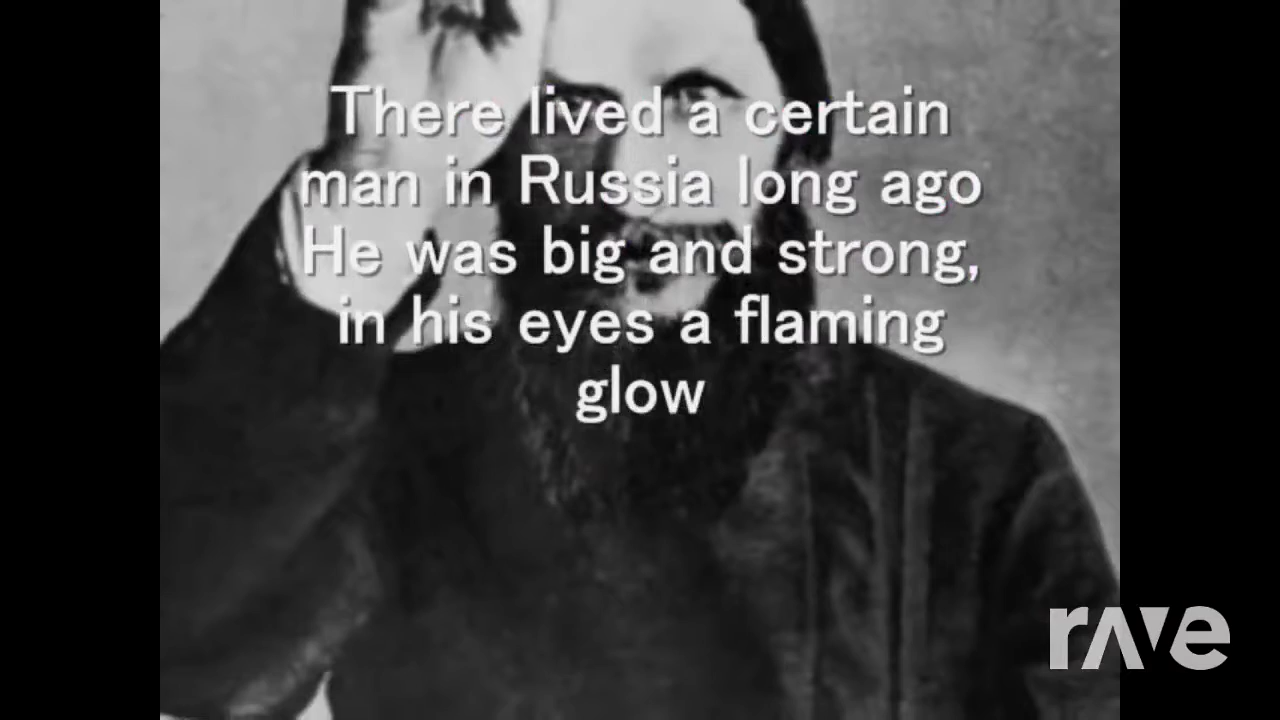 There lived a certain
man in Russia long ago
He was big and strong,
in his eyes a flaming
glow
rave